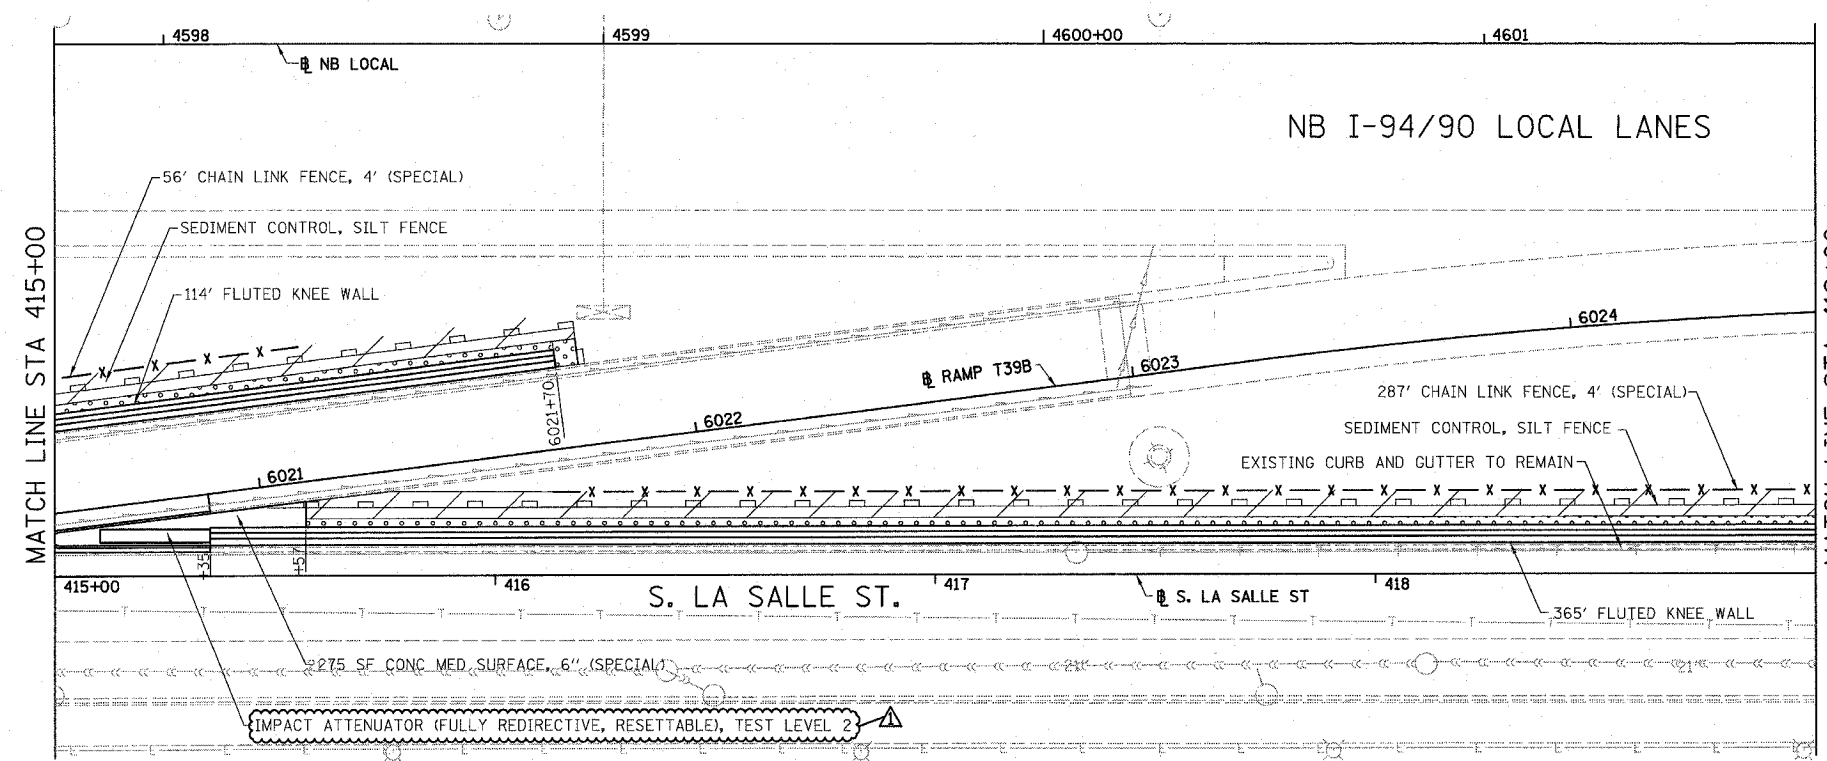 4598
4599
4600+00
4601
℄ NB LOCAL
NB I-94/90 LOCAL LANES
56' CHAIN LINK FENCE, 4' (SPECIAL)
SEDIMENT CONTROL, SILT FENCE
114' FLUTED KNEE WALL
MATCH LINE STA 415+00
6024
6023
℄ RAMP T39B
6022
6021+70
6021
287' CHAIN LINK FENCE, 4' (SPECIAL)
SEDIMENT CONTROL, SILT FENCE
EXISTING CURB AND GUTTER TO REMAIN
+35
+57
415+00
416
417
418
S. LA SALLE ST.
℄ S. LA SALLE ST
365' FLUTED KNEE WALL
275 SF CONC MED SURFACE, 6" (SPECIAL)
21"
21"
IMPACT ATTENUATOR (FULLY REDIRECTIVE, RESETTABLE), TEST LEVEL 2
1